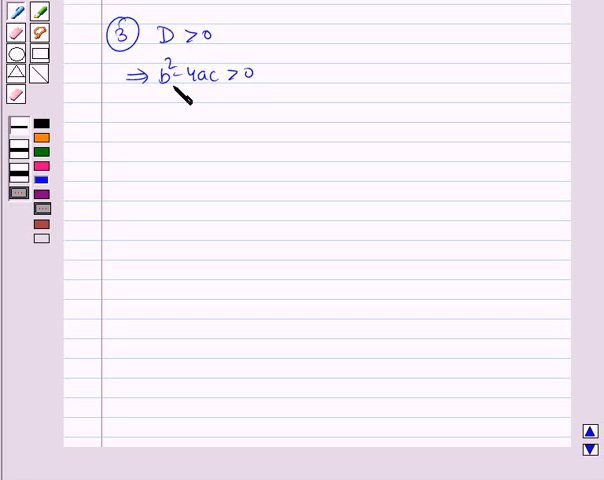 ③ D > 0
⇒ b² - 4ac > 0